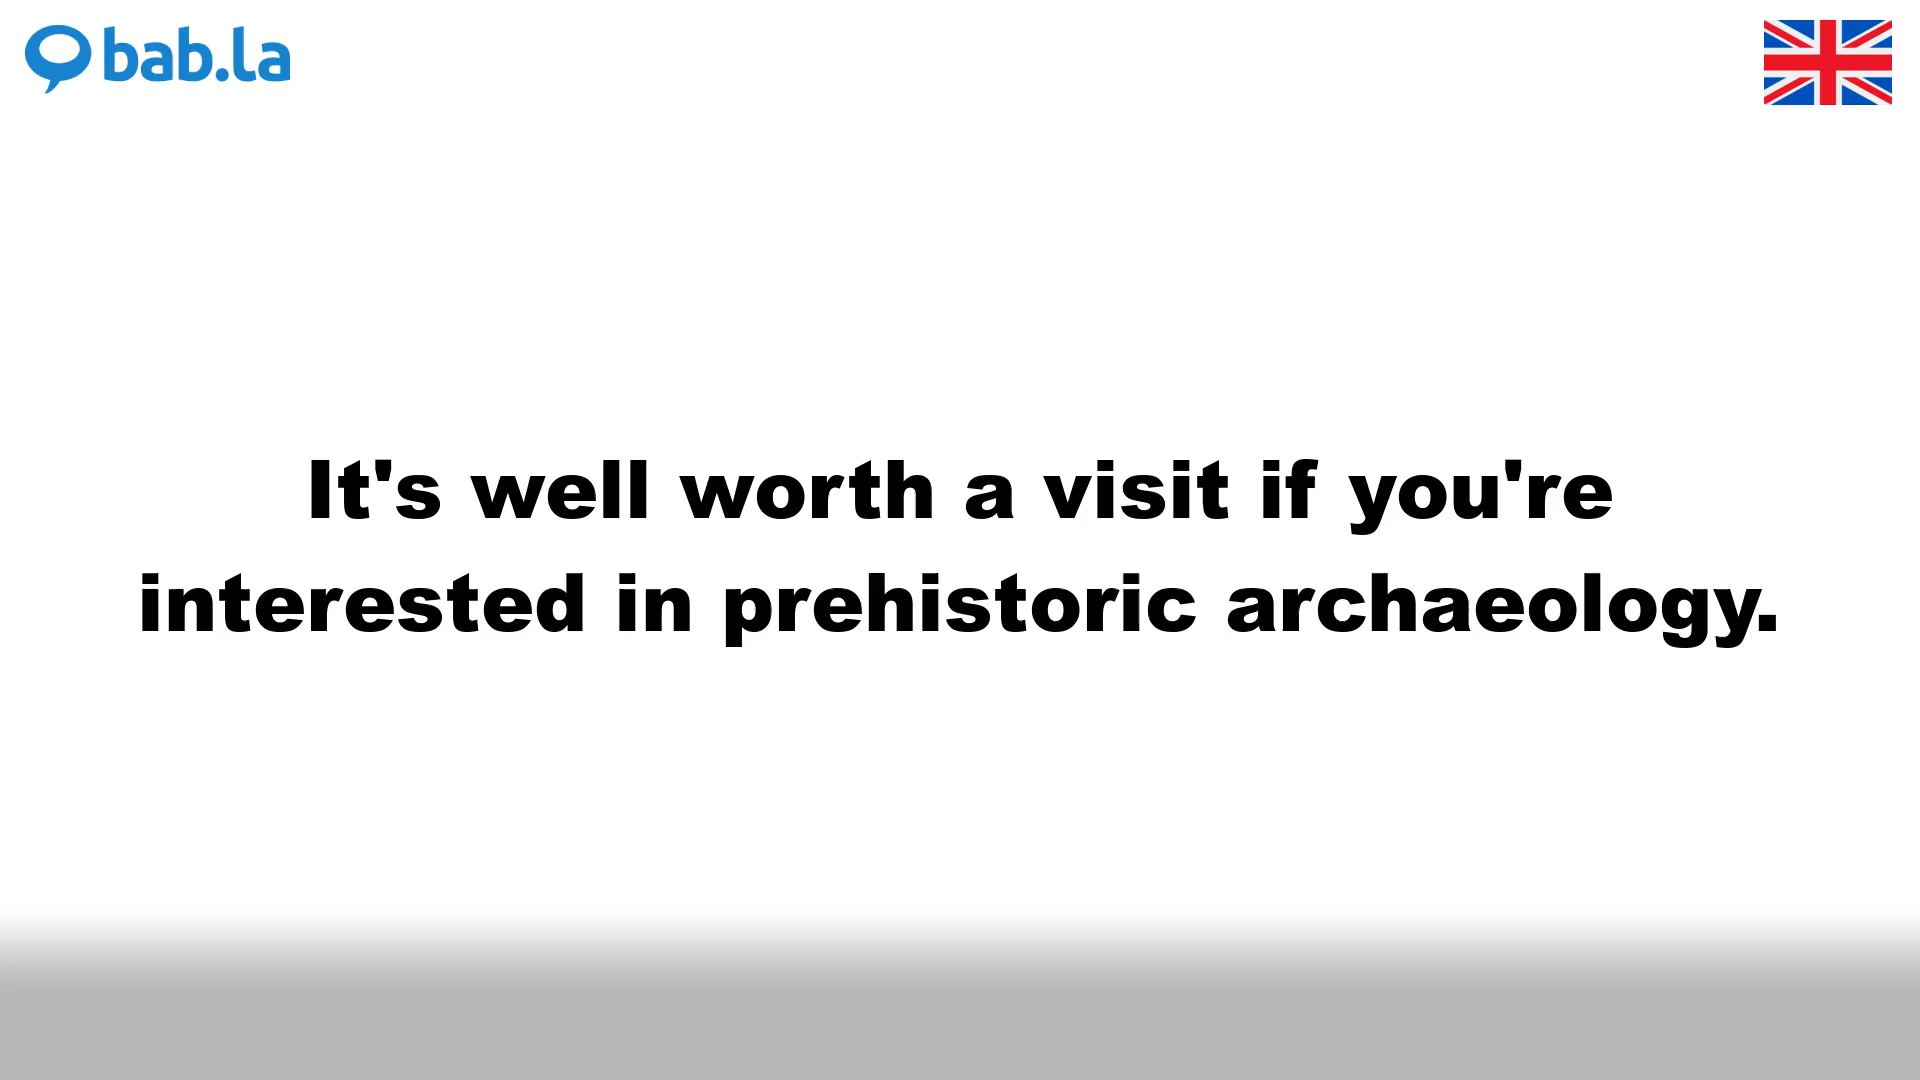 bab.la
It's well worth a visit if you're
interested in prehistoric archaeology.